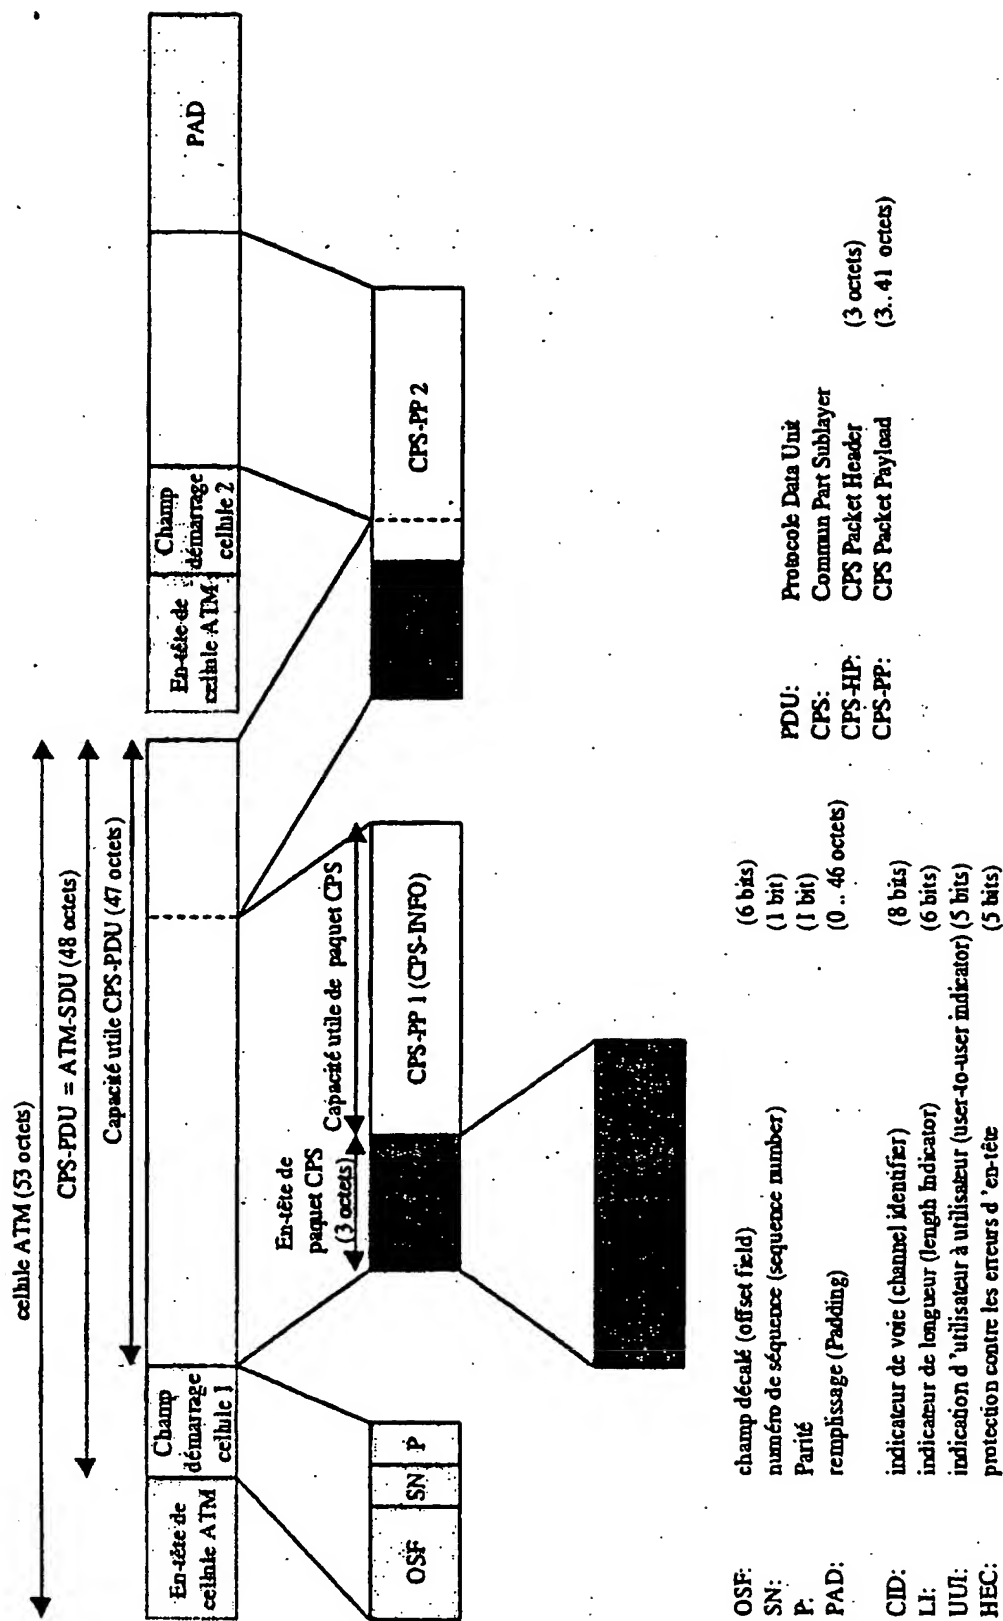 cellule ATM (53 octets)
CPS-PDU = ATM-SDU (48 octets)
Capacité utile CPS-PDU (47 octets)
En-tête de
cellule ATM
Champ
démarrage
cellule 1
En-tête de
cellule ATM
Champ
démarrage
cellule 2
PAD
OSF
SN
P
En-tête de
paquet CPS
(3 octets)
Capacité utile de paquet CPS
CPS-PP 1 (CPS-INFO)
CPS-PP 2
OSF: champ décalé (offset field) (6 bits)
SN: numéro de séquence (sequence number) (1 bit)
P: Parité (1 bit)
PAD: remplissage (Padding) (0 .. 46 octets)
CID: indicateur de voie (channel identifier) (8 bits)
LI: indicateur de longueur (length Indicator) (6 bits)
UUI: indication d'utilisateur à utilisateur (user-to-user indicator) (5 bits)
HEC: protection contre les erreurs d'en-tête (5 bits)
PDU: Protocole Data Unit
CPS: Commun Part Sublayer
CPS-HP: CPS Packet Header (3 octets)
CPS-PP: CPS Packet Payload (3..41 octets)